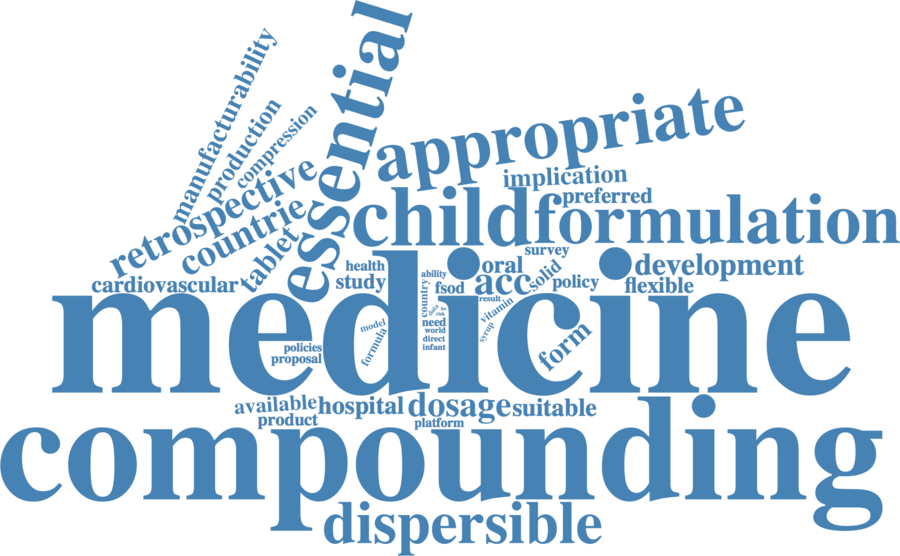 essential
manufacturability
production
compression
appropriate
retrospective
implication
preferred
countrie
child
formulation
tablet
survey
cardiovascular
health
study
ability
fsod
oral
acc
solid
policy
development
flexible
medicine
country
data
risk
result
vitamin
syrup
need
world
direct
infant
model
formula
policies
proposal
form
available
hospital
dosage
suitable
product
platform
compounding
dispersible